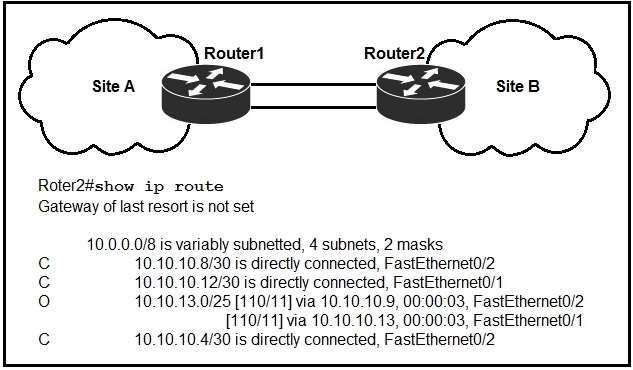 Router1
Router2
Site A
Site B
Roter2#show ip route
Gateway of last resort is not set
10.0.0.0/8 is variably subnetted, 4 subnets, 2 masks
C 10.10.10.8/30 is directly connected, FastEthernet0/2
C 10.10.10.12/30 is directly connected, FastEthernet0/1
O 10.10.13.0/25 [110/11] via 10.10.10.9, 00:00:03, FastEthernet0/2
[110/11] via 10.10.10.13, 00:00:03, FastEthernet0/1
C 10.10.10.4/30 is directly connected, FastEthernet0/2